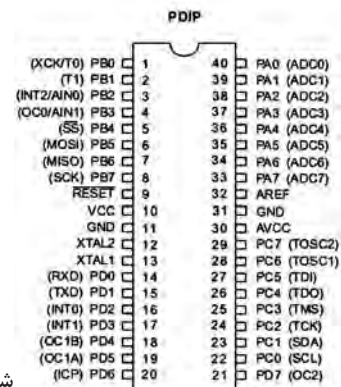 PDIP
(XCK/T0) PB0 1 40 PA0 (ADC0)
(T1) PB1 2 39 PA1 (ADC1)
(INT2/AIN0) PB2 3 38 PA2 (ADC2)
(OC0/AIN1) PB3 4 37 PA3 (ADC3)
(SS) PB4 5 36 PA4 (ADC4)
(MOSI) PB5 6 35 PA5 (ADC5)
(MISO) PB6 7 34 PA6 (ADC6)
(SCK) PB7 8 33 PA7 (ADC7)
RESET 9 32 AREF
VCC 10 31 GND
GND 11 30 AVCC
XTAL2 12 29 PC7 (TOSC2)
XTAL1 13 28 PC6 (TOSC1)
(RXD) PD0 14 27 PC5 (TDI)
(TXD) PD1 15 26 PC4 (TDO)
(INT0) PD2 16 25 PC3 (TMS)
(INT1) PD3 17 24 PC2 (TCK)
(OC1B) PD4 18 23 PC1 (SDA)
(OC1A) PD5 19 22 PC0 (SCL)
(ICP) PD6 20 21 PD7 (OC2)